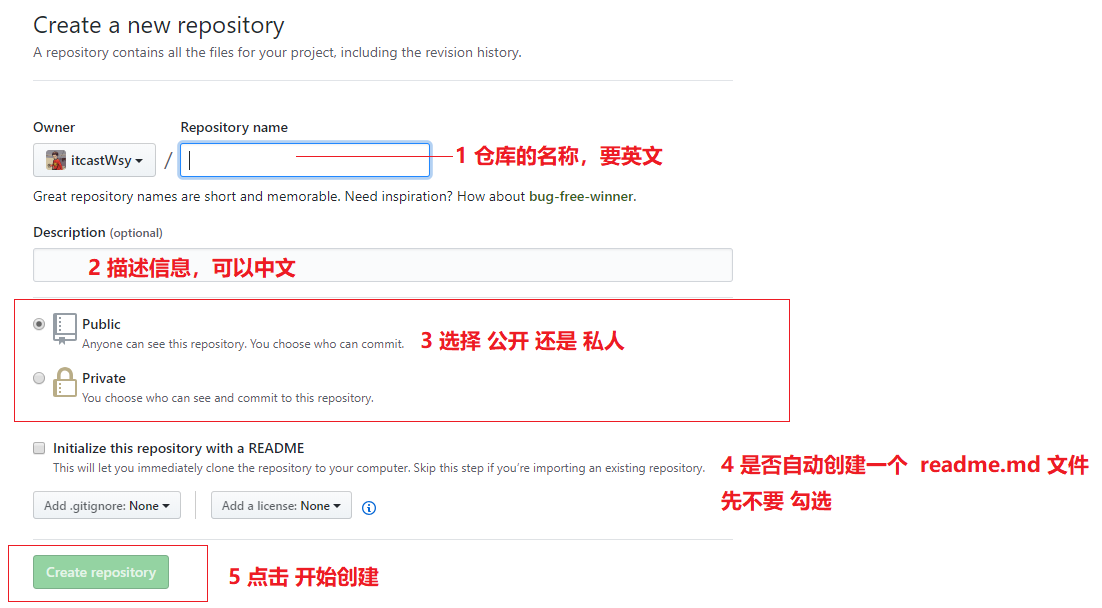 Create a new repository
A repository contains all the files for your project, including the revision history.
Owner
Repository name
itcastWsy
/
1 仓库的名称，要英文
Great repository names are short and memorable. Need inspiration? How about bug-free-winner.
Description (optional)
2 描述信息，可以中文
Public
Anyone can see this repository. You choose who can commit.
3 选择 公开 还是 私人
Private
You choose who can see and commit to this repository.
Initialize this repository with a README
This will let you immediately clone the repository to your computer. Skip this step if you're importing an existing repository.
4 是否自动创建一个 readme.md 文件
先不要 勾选
Add .gitignore: None
Add a license: None
Create repository
5 点击 开始创建